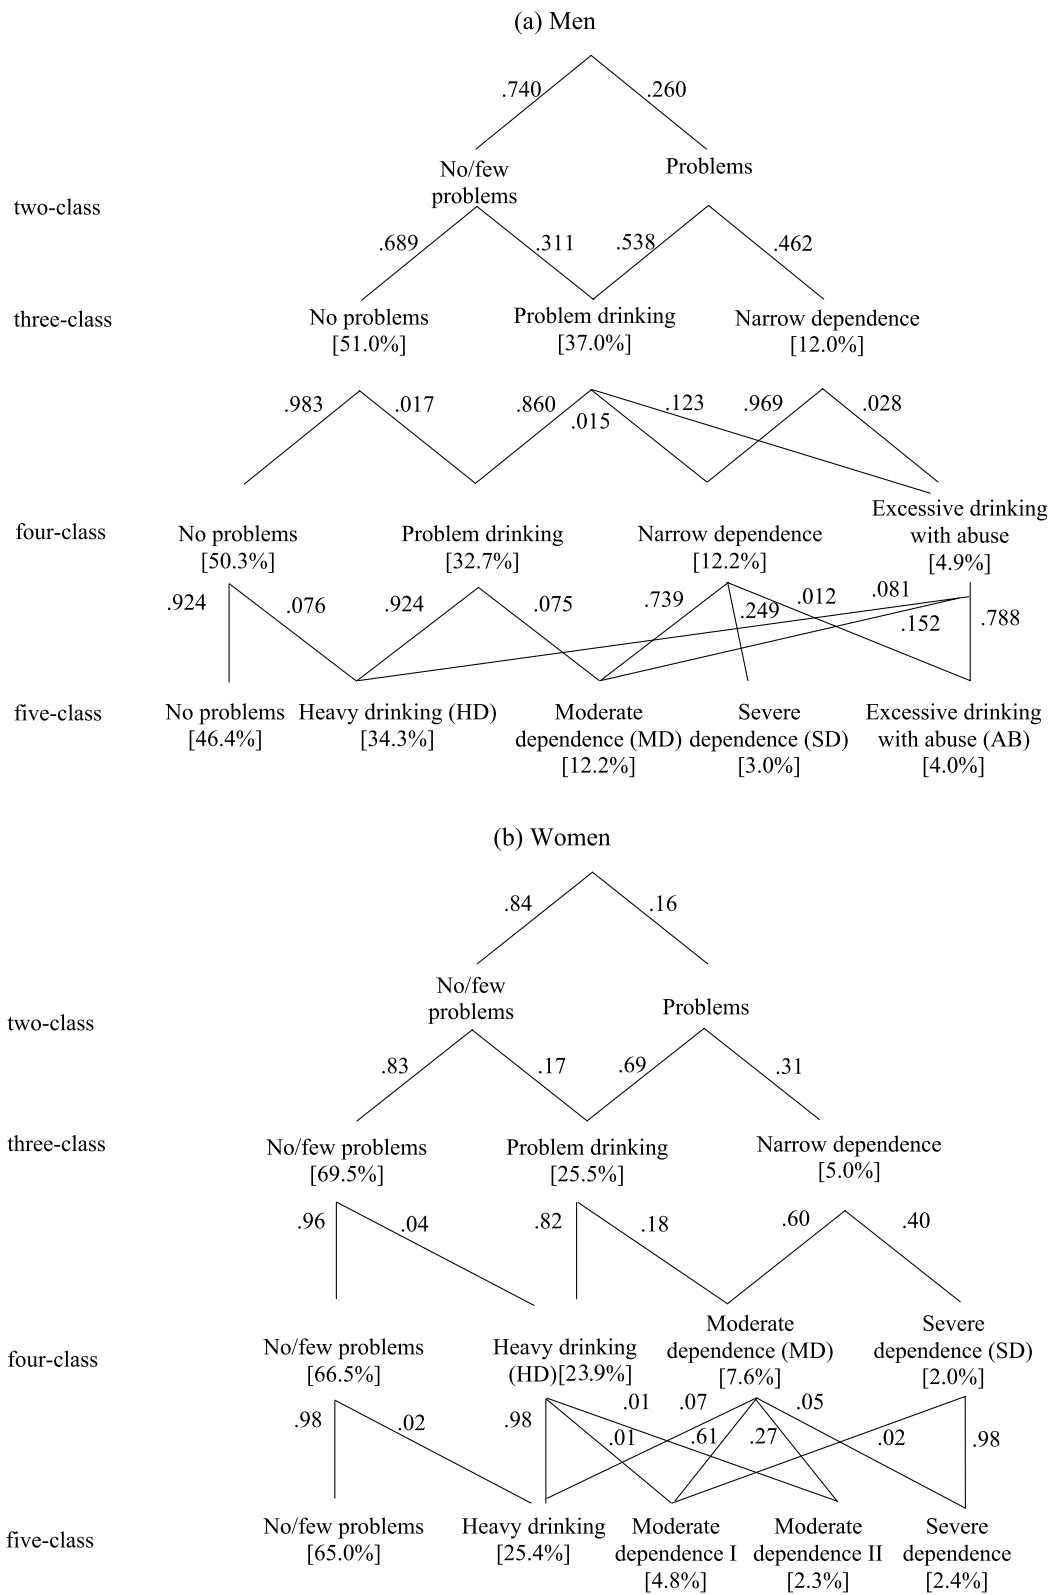 (a) Men
.740 .260
No/few
problems
Problems
two-class
.689 .311 .538 .462
three-class
No problems
[51.0%]
Problem drinking
[37.0%]
Narrow dependence
[12.0%]
.983 .017 .860 .015 .123 .969 .028
four-class
No problems
[50.3%]
Problem drinking
[32.7%]
Narrow dependence
[12.2%]
Excessive drinking
with abuse
[4.9%]
.924 .076 .924 .075 .739 .249 .012 .081 .152 .788
five-class
No problems
[46.4%]
Heavy drinking (HD)
[34.3%]
Moderate
dependence (MD)
[12.2%]
Severe
dependence (SD)
[3.0%]
Excessive drinking
with abuse (AB)
[4.0%]
(b) Women
.84 .16
No/few
problems
Problems
two-class
.83 .17 .69 .31
three-class
No/few problems
[69.5%]
Problem drinking
[25.5%]
Narrow dependence
[5.0%]
.96 .04 .82 .18 .60 .40
four-class
No/few problems
[66.5%]
Heavy drinking
(HD)[23.9%]
Moderate
dependence (MD)
[7.6%]
Severe
dependence (SD)
[2.0%]
.98 .02 .98 .01 .01 .07 .61 .27 .05 .02 .98
five-class
No/few problems
[65.0%]
Heavy drinking
[25.4%]
Moderate
dependence I
[4.8%]
Moderate
dependence II
[2.3%]
Severe
dependence
[2.4%]